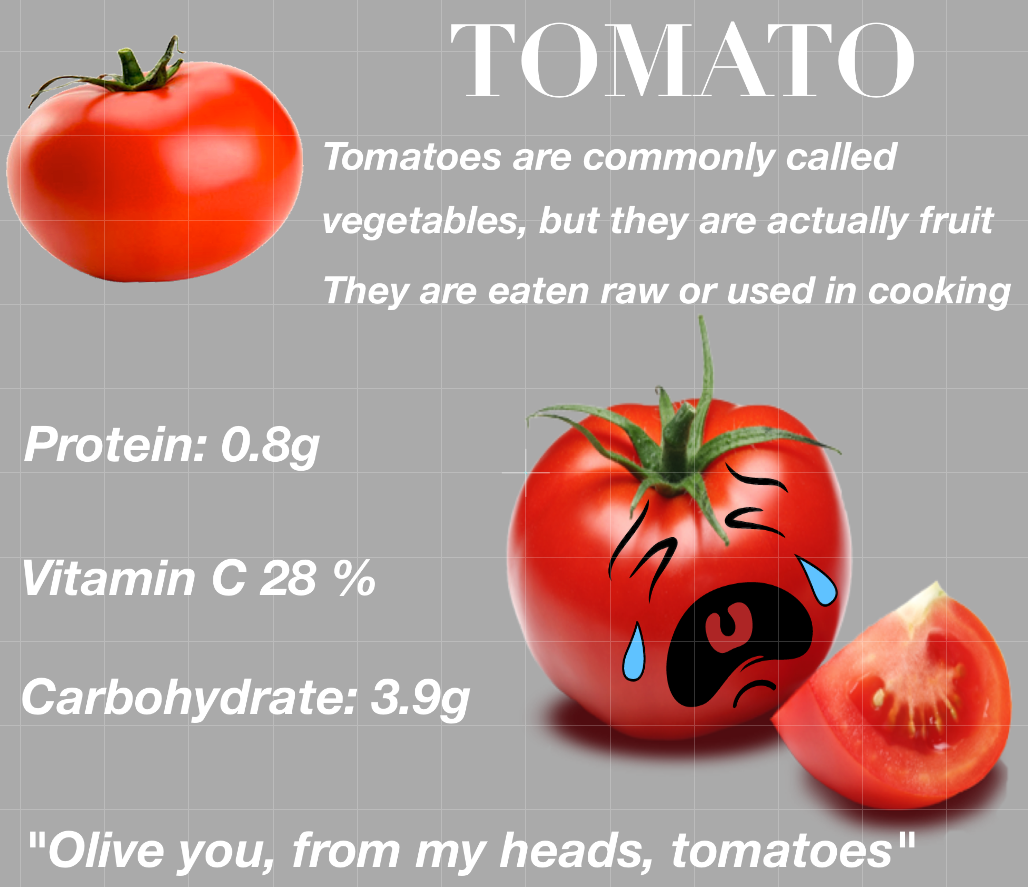 TOMATO
Tomatoes are commonly called
vegetables, but they are actually fruit
They are eaten raw or used in cooking
Protein: 0.8g
Vitamin C 28 %
Carbohydrate: 3.9g
"Olive you, from my heads, tomatoes"